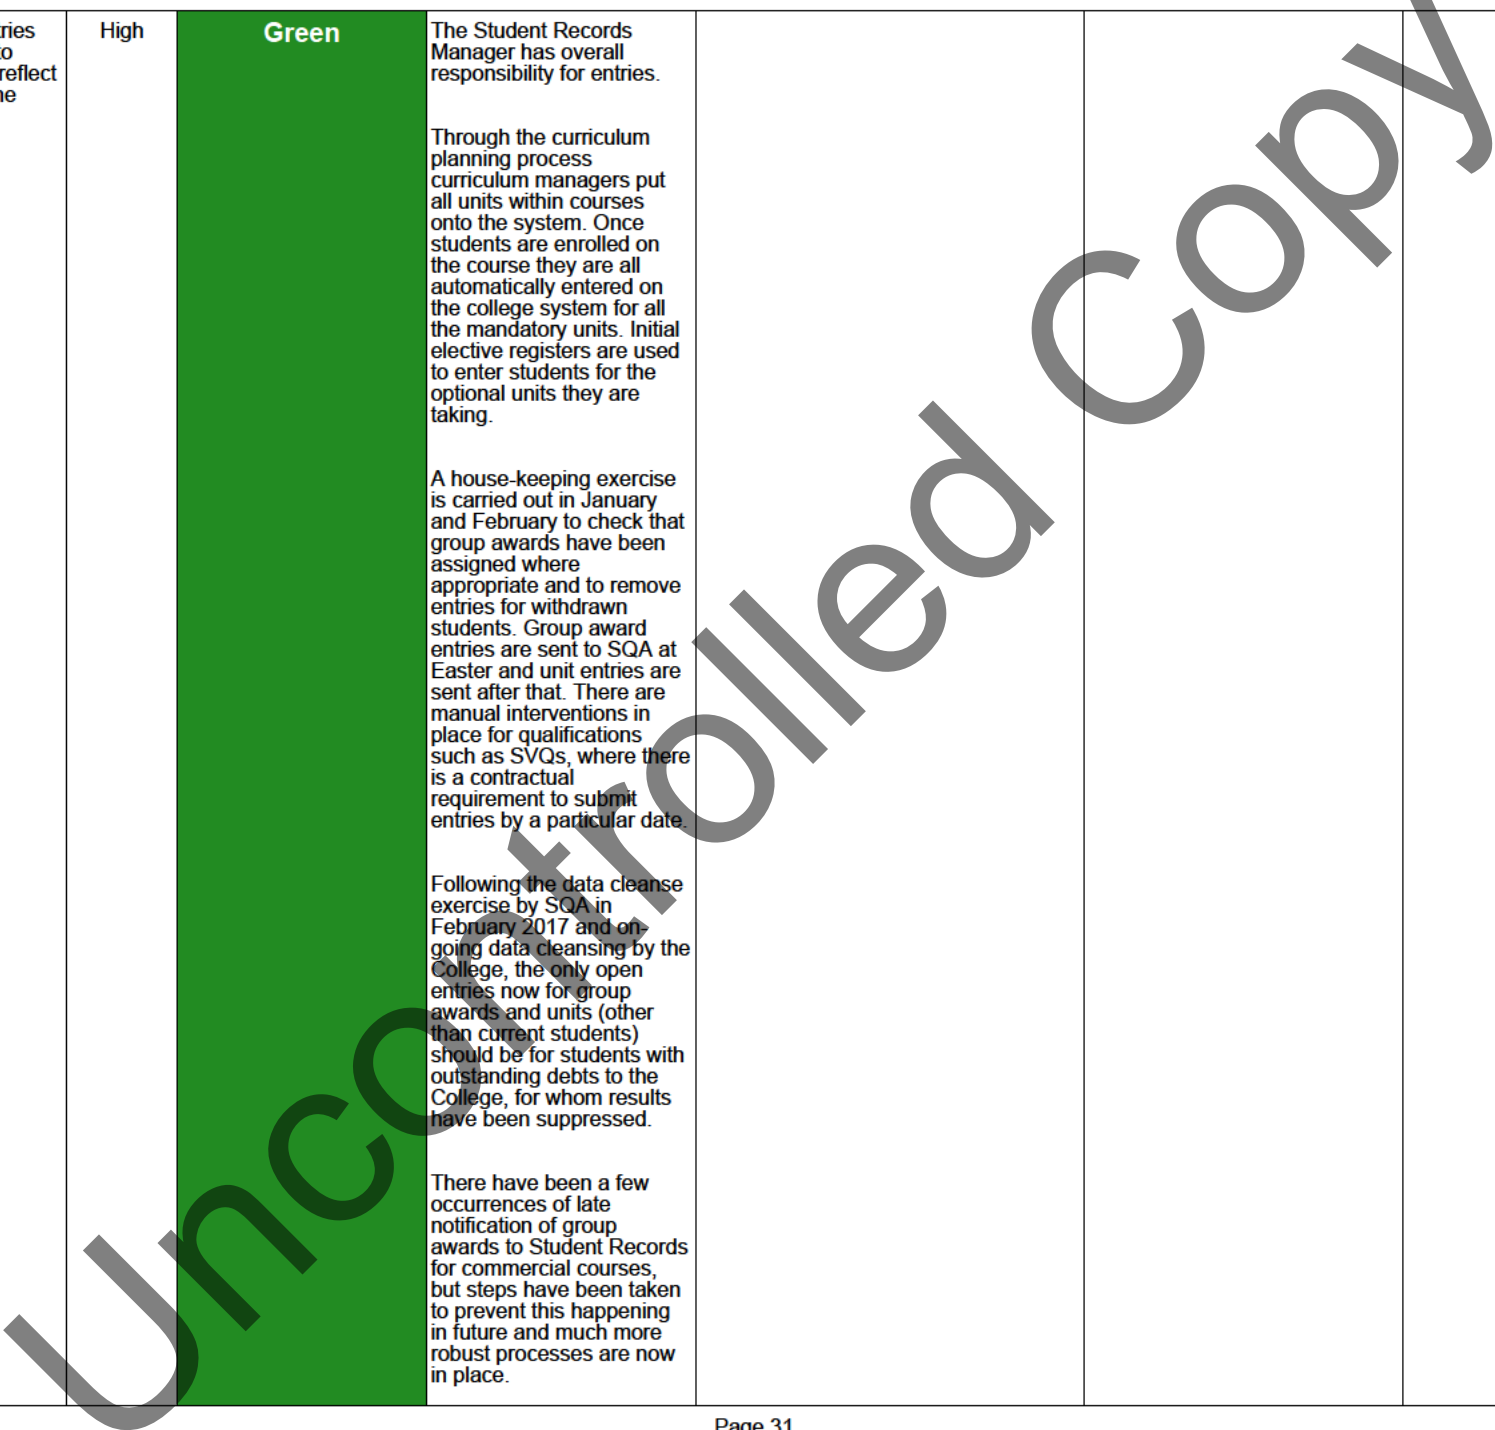 ries
to
reflect
ne
High
Green
The Student Records
Manager has overall
responsibility for entries.
Through the curriculum
planning process
curriculum managers put
all units within courses
onto the system. Once
students are enrolled on
the course they are all
automatically entered on
the college system for all
the mandatory units. Initial
elective registers are used
to enter students for the
optional units they are
taking.
A house-keeping exercise
is carried out in January
and February to check that
group awards have been
assigned where
appropriate and to remove
entries for withdrawn
students. Group award
entries are sent to SQA at
Easter and unit entries are
sent after that. There are
manual interventions in
place for qualifications
such as SVQs, where there
is a contractual
requirement to submit
entries by a particular date.
Following the data cleanse
exercise by SQA in
February 2017 and on-
going data cleansing by the
College, the only open
entries now for group
awards and units (other
than current students)
should be for students with
outstanding debts to the
College, for whom results
have been suppressed.
There have been a few
occurrences of late
notification of group
awards to Student Records
for commercial courses,
but steps have been taken
to prevent this happening
in future and much more
robust processes are now
in place.
Page 31
Uncontrolled Copy